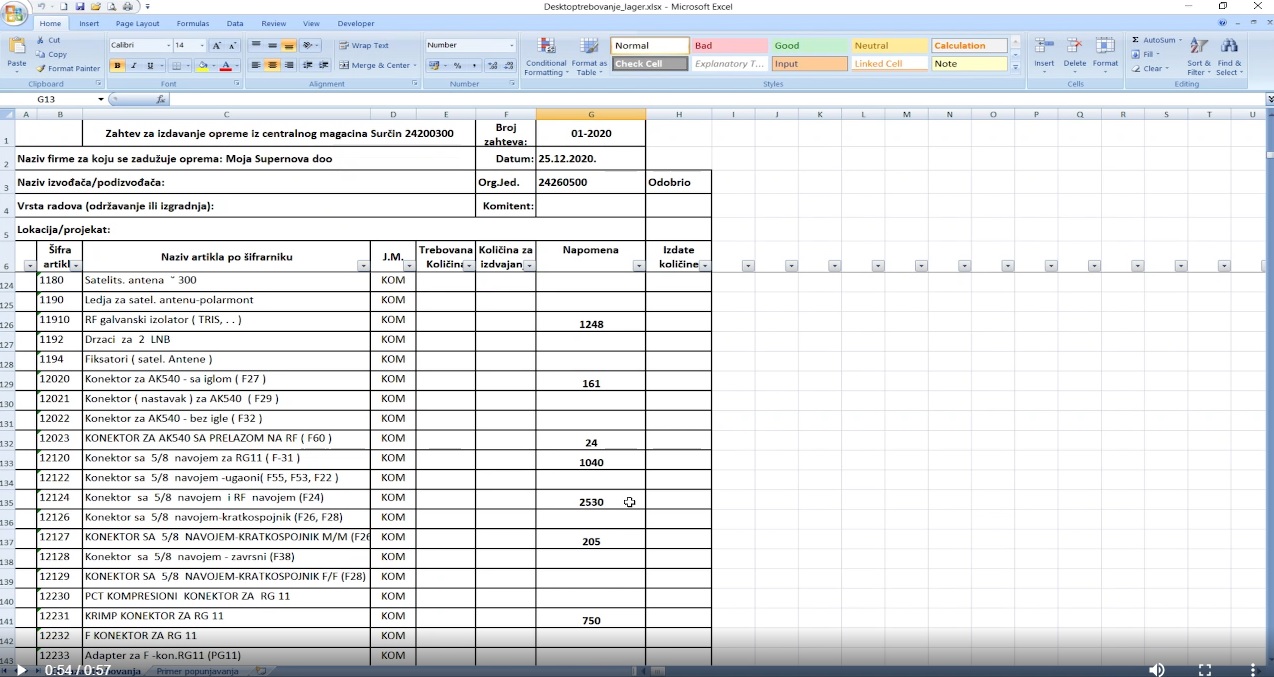 Desktoptrebovanje_lager.xlsx - Microsoft Excel
Home Insert Page Layout Formulas Data Review View Developer
Paste Cut Copy Format Painter Clipboard
Calibri 14 B I U Font
Wrap Text Merge & Center Alignment
Number % , Number
Conditional Formatting Format as Table
Normal Bad Good Neutral Calculation
Check Cell Explanatory T... Input Linked Cell Note
Styles
Insert Delete Format Cells
Σ AutoSum Fill Clear Sort & Filter Find & Select Editing
G13 fx
A B C D E F G H I J K L M N O P Q R S T U
1 Zahtev za izdavanje opreme iz centralnog magacina Surčin 24200300 Broj zahteva: 01-2020
2 Naziv firme za koju se zadužuje oprema: Moja Supernova doo Datum: 25.12.2020.
3 Naziv izvođača/podizvođača: Org.Jed. 24260500 Odobrio
4 Vrsta radova (održavanje ili izgradnja): Komitent:
5 Lokacija/projekat:
6 Šifra artikl Naziv artikla po šifrarniku J.M. Trebovana Količina Količina za izdvajan Napomena Izdate količine
124 1180 Satelits. antena ˜ 300 KOM
125 1190 Ledja za satel. antenu-polarmont KOM
126 11910 RF galvanski izolator ( TRIS, . . ) KOM 1248
127 1192 Drzaci za 2 LNB KOM
128 1194 Fiksatori ( satel. Antene ) KOM
129 12020 Konektor za AK540 - sa iglom ( F27 ) KOM 161
130 12021 Konektor ( nastavak ) za AK540 ( F29 ) KOM
131 12022 Konektor za AK540 - bez igle ( F32 ) KOM
132 12023 KONEKTOR ZA AK540 SA PRELAZOM NA RF ( F60 ) KOM 24
133 12120 Konektor sa 5/8 navojem za RG11 ( F-31 ) KOM 1040
134 12122 Konektor sa 5/8 navojem -ugaoni( F55, F53, F22 ) KOM
135 12124 Konektor sa 5/8 navojem i RF navojem (F24) KOM 2530
136 12126 Konektor sa 5/8 navojem-kratkospojnik (F26, F28) KOM
137 12127 KONEKTOR SA 5/8 NAVOJEM-KRATKOSPOJNIK M/M (F26 KOM 205
138 12128 Konektor sa 5/8 navojem - zavrsni (F38) KOM
139 12129 KONEKTOR SA 5/8 NAVOJEM-KRATKOSPOJNIK F/F (F28) KOM
140 12230 PCT KOMPRESIONI KONEKTOR ZA RG 11 KOM
141 12231 KRIMP KONEKTOR ZA RG 11 KOM 750
142 12232 F KONEKTOR ZA RG 11 KOM
143 12233 Adapter za F -kon.RG11 (PG11) KOM
0:54 / 0:57
Primer popunjavanja